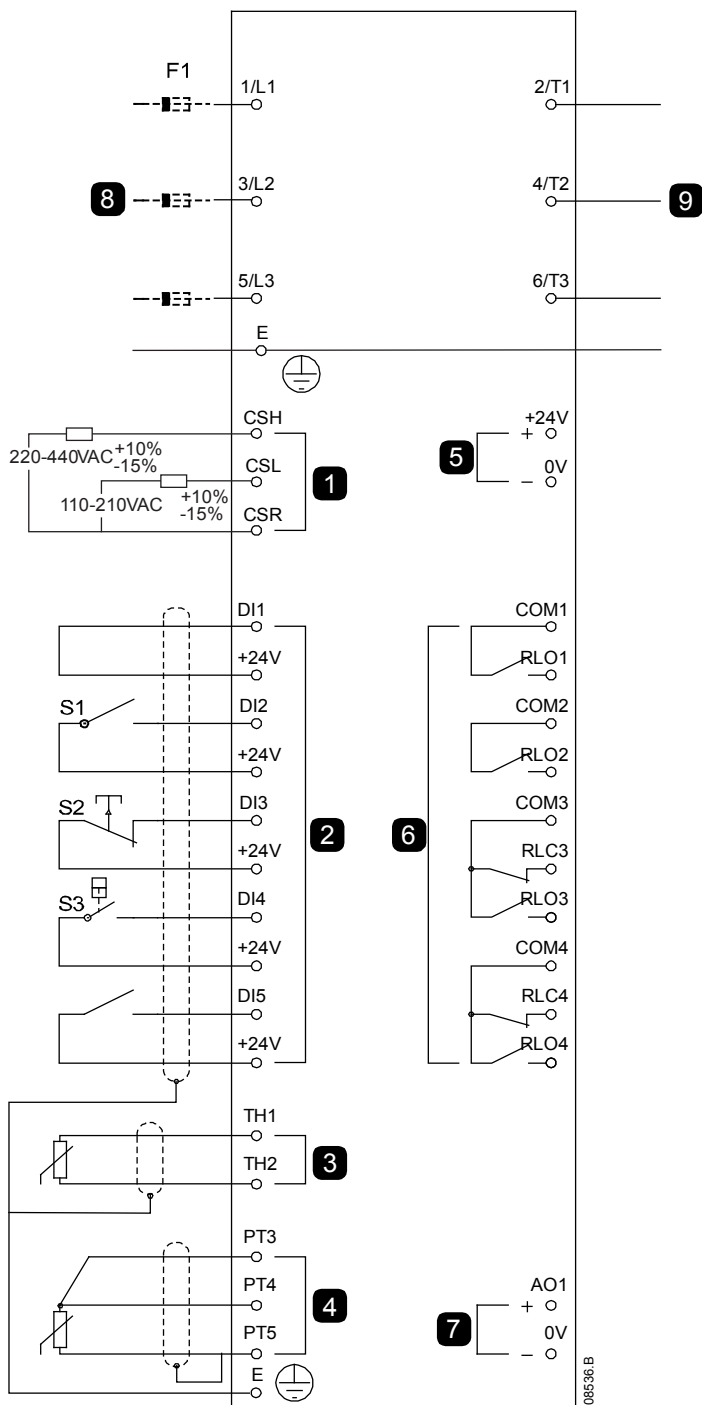 F1
1/L1
2/T1
8
3/L2
4/T2
9
5/L3
6/T3
E
CSH
220-440VAC +10% -15%
CSL
110-210VAC +10% -15%
CSR
1
+24V
+
5
0V
−
DI1
+24V
S1
DI2
+24V
S2
DI3
+24V
2
S3
DI4
+24V
DI5
+24V
COM1
RLO1
COM2
RLO2
COM3
6
RLC3
RLO3
COM4
RLC4
RLO4
TH1
TH2
3
PT3
PT4
4
PT5
E
AO1
+
7
0V
−
08536.B